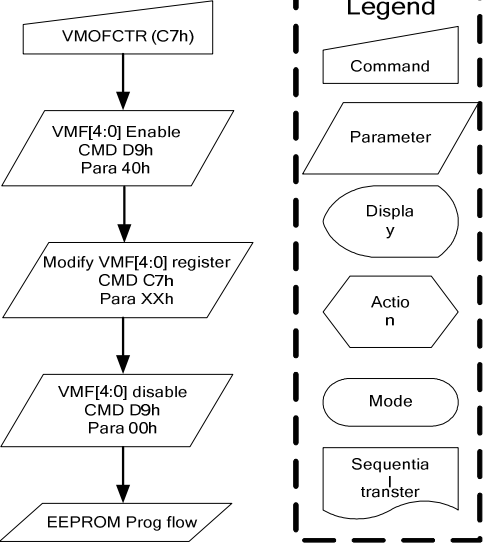 VMOFCTR (C7h)
VMF[4:0] Enable
CMD D9h
Para 40h
Modify VMF[4:0] register
CMD C7h
Para XXh
VMF[4:0] disable
CMD D9h
Para 00h
EEPROM Prog flow
Legend
Command
Parameter
Displa
y
Actio
n
Mode
Sequentia
l
transter